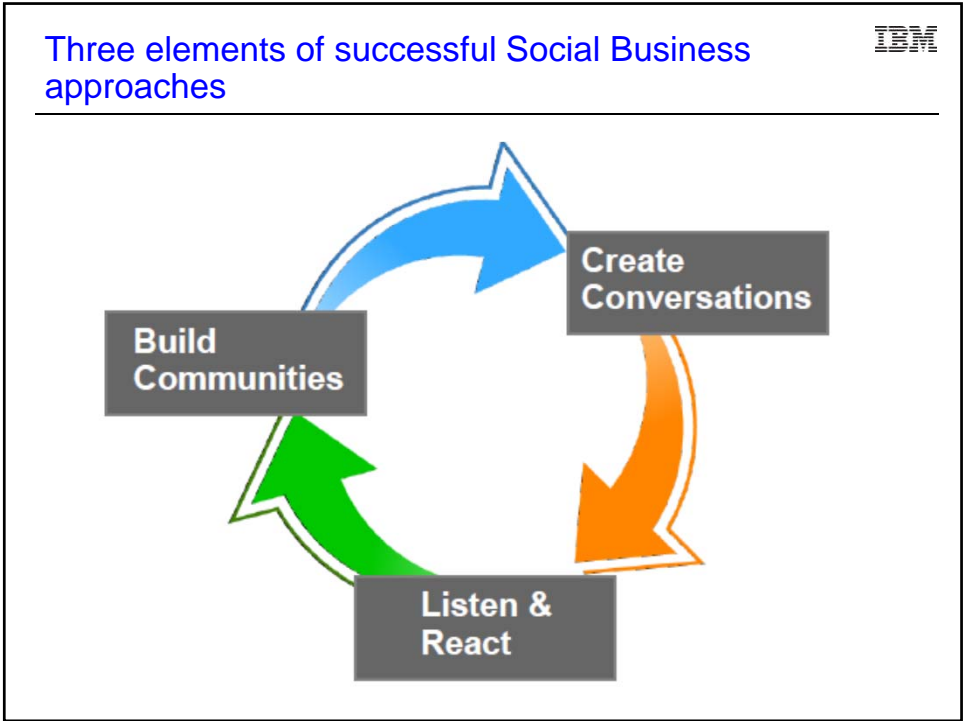 Three elements of successful Social Business
approaches
IBM
Build
Communities
Create
Conversations
Listen &
React